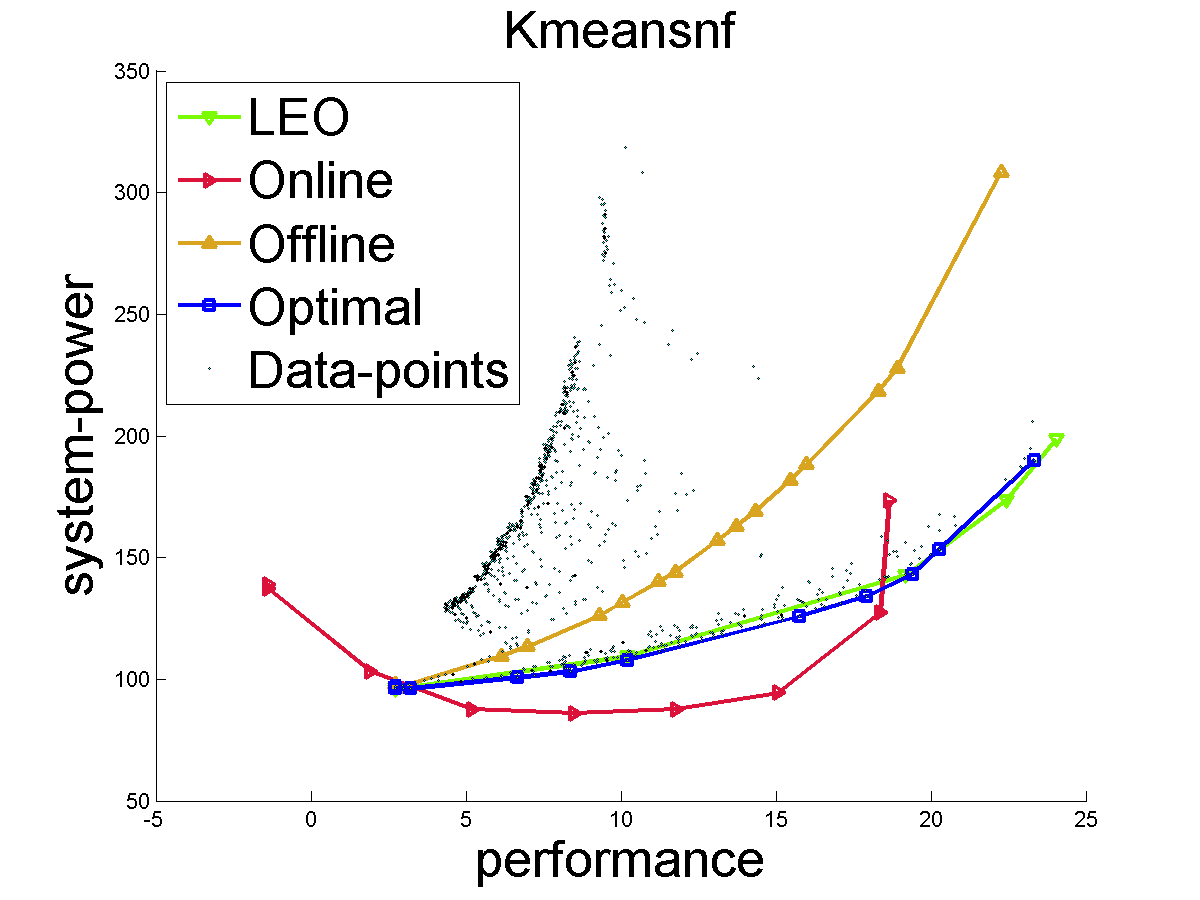 Kmeansnf
350
300
250
200
150
100
50
system-power
LEO
Online
Offline
Optimal
Data-points
-5 0 5 10 15 20 25
performance